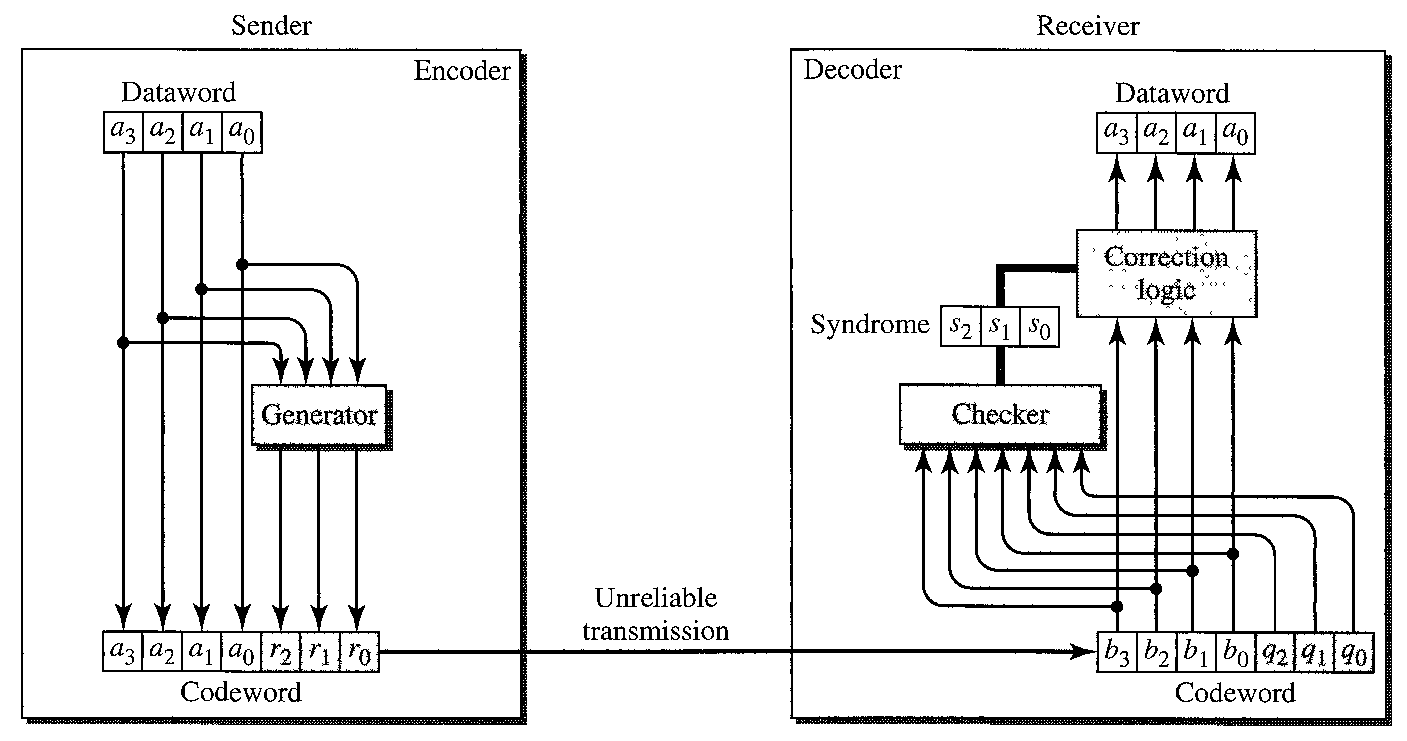 Sender
Encoder
Dataword
a3 a2 a1 a0
Generator
a3 a2 a1 a0 r2 r1 r0
Codeword
Unreliable
transmission
Receiver
Decoder
Dataword
a3 a2 a1 a0
Correction
logic
Syndrome s2 s1 s0
Checker
b3 b2 b1 b0 q2 q1 q0
Codeword